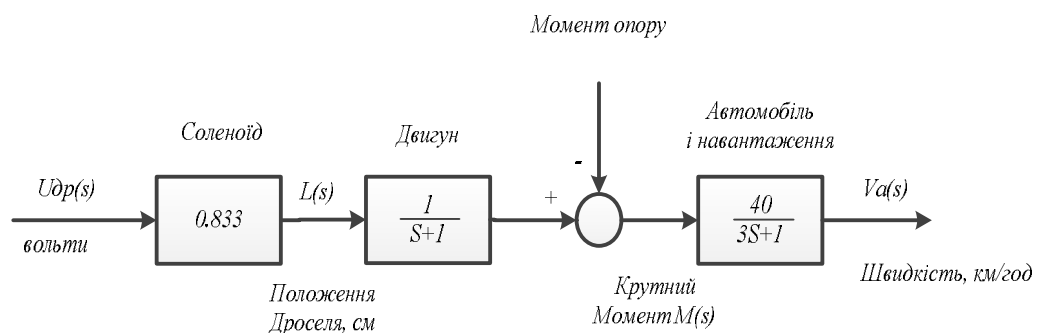 Момент опору
Соленоїд
Двигун
Автомобіль
і навантаження
-
Uдр(s)
L(s)
+
Va(s)
0.833
1
S+1
40
3S+1
вольти
Положення
Дроселя, см
Крутний
Момент M(s)
Швидкість, км/год